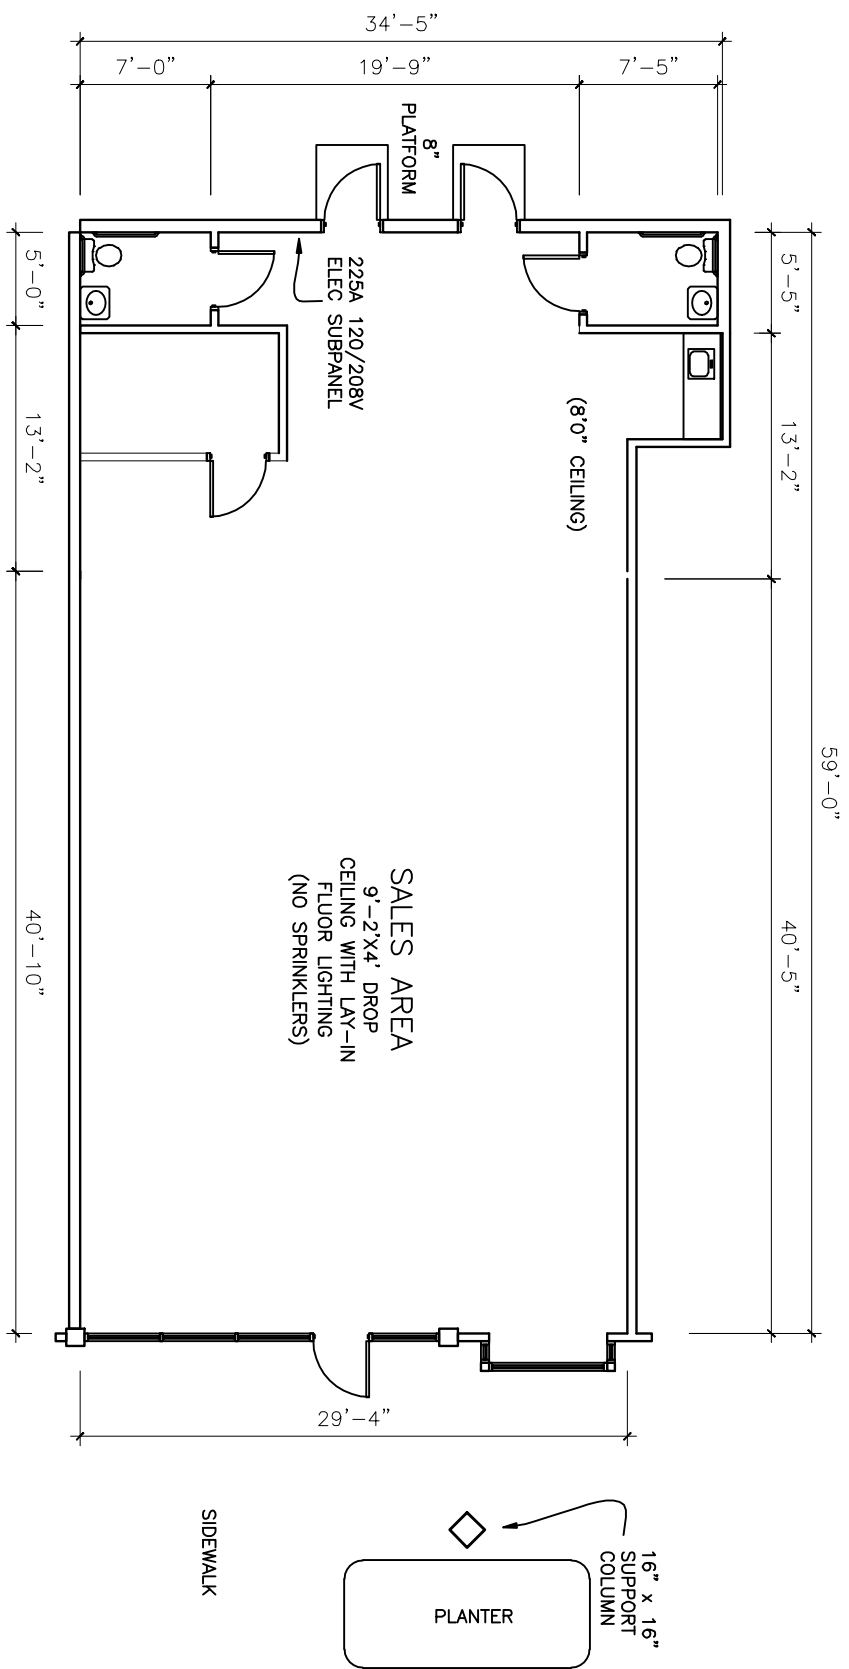 34'-5"
7'-0"
19'-9"
7'-5"
8"
PLATFORM
5'-0"
13'-2"
40'-10"
225A 120/208V
ELEC SUBPANEL
(8'0" CEILING)
5'-5"
13'-2"
40'-5"
59'-0"
SALES AREA
9'-2'X4' DROP
CEILING WITH LAY-IN
FLUOR LIGHTING
(NO SPRINKLERS)
29'-4"
16" x 16"
SUPPORT
COLUMN
SIDEWALK
PLANTER